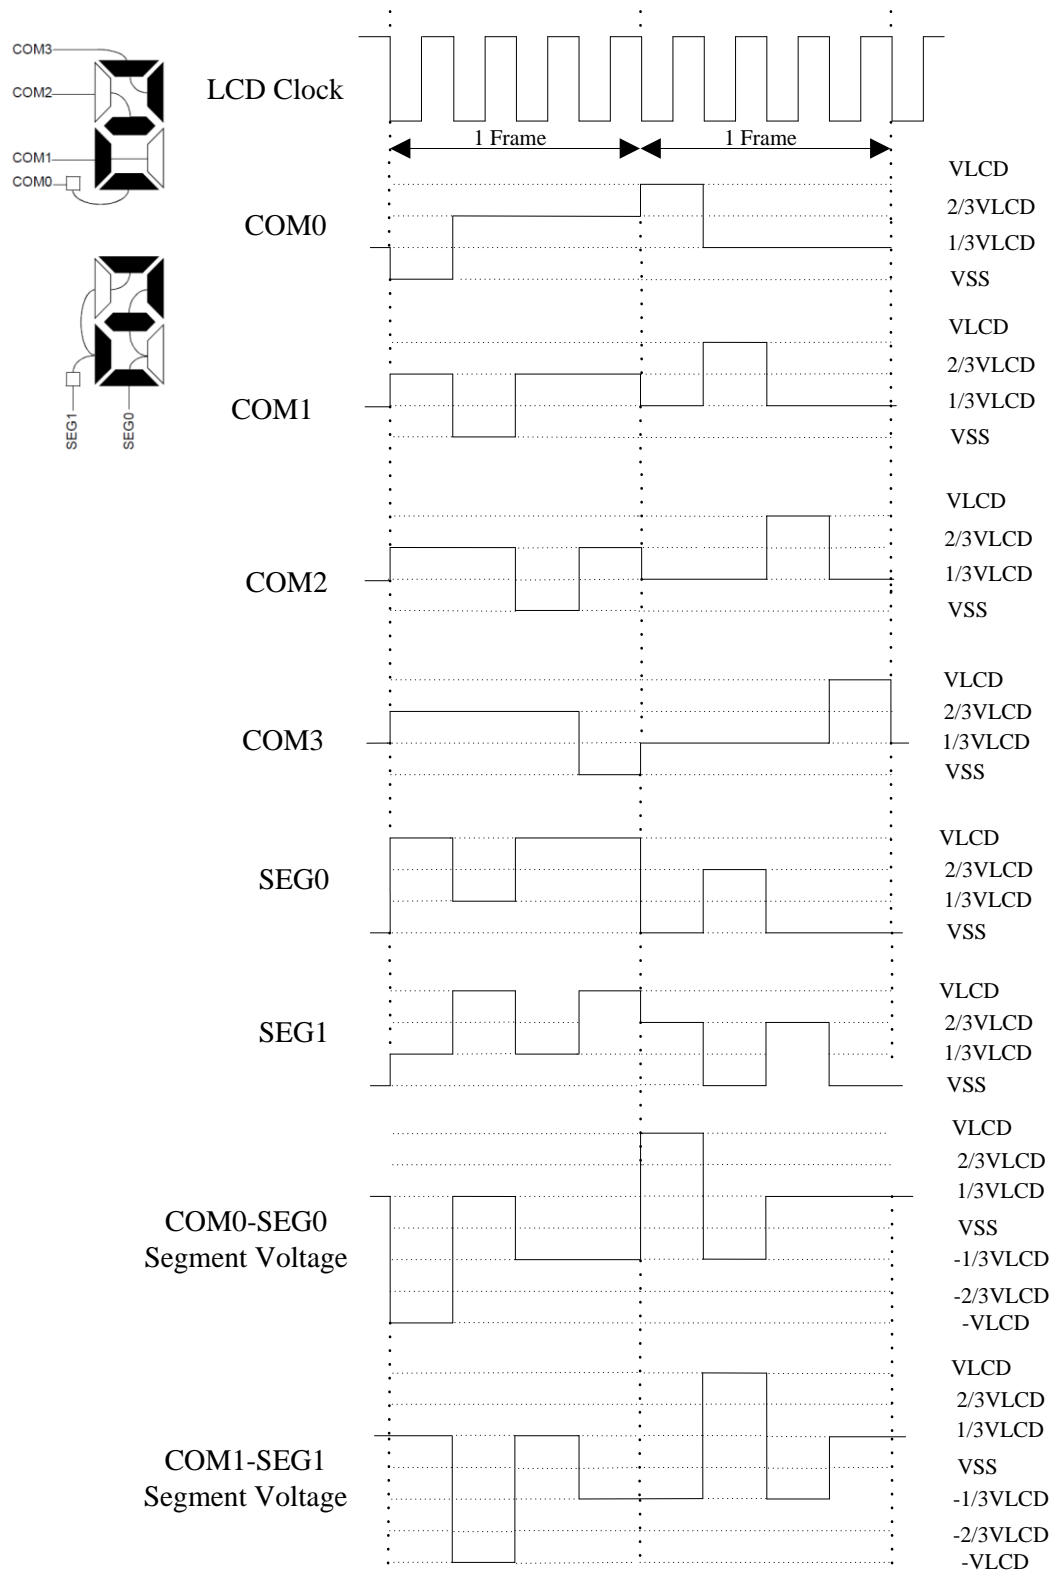 COM3
COM2
COM1
COM0
SEG1
SEG0
LCD Clock
1 Frame
1 Frame
COM0
VLCD
2/3VLCD
1/3VLCD
VSS
COM1
VLCD
2/3VLCD
1/3VLCD
VSS
COM2
VLCD
2/3VLCD
1/3VLCD
VSS
COM3
VLCD
2/3VLCD
1/3VLCD
VSS
SEG0
VLCD
2/3VLCD
1/3VLCD
VSS
SEG1
VLCD
2/3VLCD
1/3VLCD
VSS
COM0-SEG0
Segment Voltage
VLCD
2/3VLCD
1/3VLCD
VSS
-1/3VLCD
-2/3VLCD
-VLCD
COM1-SEG1
Segment Voltage
VLCD
2/3VLCD
1/3VLCD
VSS
-1/3VLCD
-2/3VLCD
-VLCD